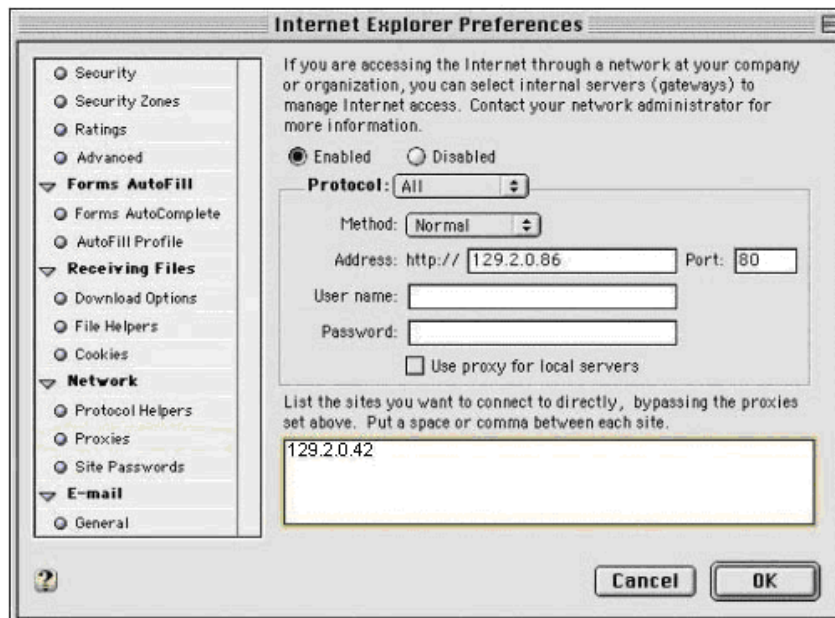 Internet Explorer Preferences
Security
Security Zones
Ratings
Advanced
Forms AutoFill
Forms AutoComplete
AutoFill Profile
Receiving Files
Download Options
File Helpers
Cookies
Network
Protocol Helpers
Proxies
Site Passwords
E-mail
General
If you are accessing the Internet through a network at your company
or organization, you can select internal servers (gateways) to
manage Internet access. Contact your network administrator for
more information.
Enabled Disabled
Protocol: All
Method: Normal
Address: http:// 129.2.0.86 Port: 80
User name:
Password:
Use proxy for local servers
List the sites you want to connect to directly, bypassing the proxies
set above. Put a space or comma between each site.
129.2.0.42
?
Cancel OK